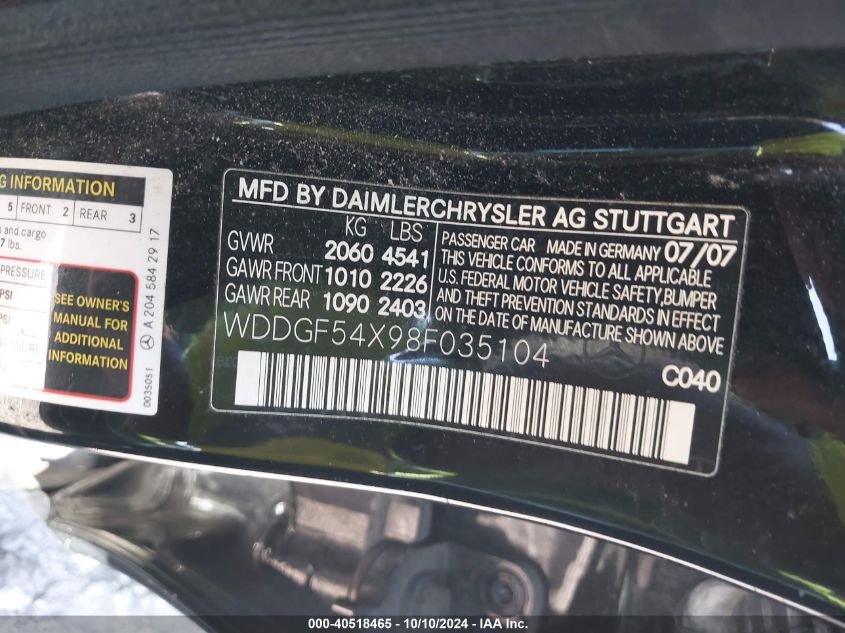 G INFORMATION
5 FRONT 2 REAR 3
and cargo
7 lbs.
PRESSURE
PSI
PSI
SEE OWNER'S
MANUAL FOR
ADDITIONAL
INFORMATION
0035051 A 204 584 29 17
MFD BY DAIMLERCHRYSLER AG STUTTGART
KG LBS
GVWR 2060 4541
GAWR FRONT 1010 2226
GAWR REAR 1090 2403
PASSENGER CAR MADE IN GERMANY 07/07
THIS VEHICLE CONFORMS TO ALL APPLICABLE
U.S. FEDERAL MOTOR VEHICLE SAFETY,BUMPER
AND THEFT PREVENTION STANDARDS IN EFFECT
ON THE DATE OF MANUFACTURE SHOWN ABOVE
WDDGF54X98F035104
C040
000-40518465 - 10/10/2024 - IAA Inc.